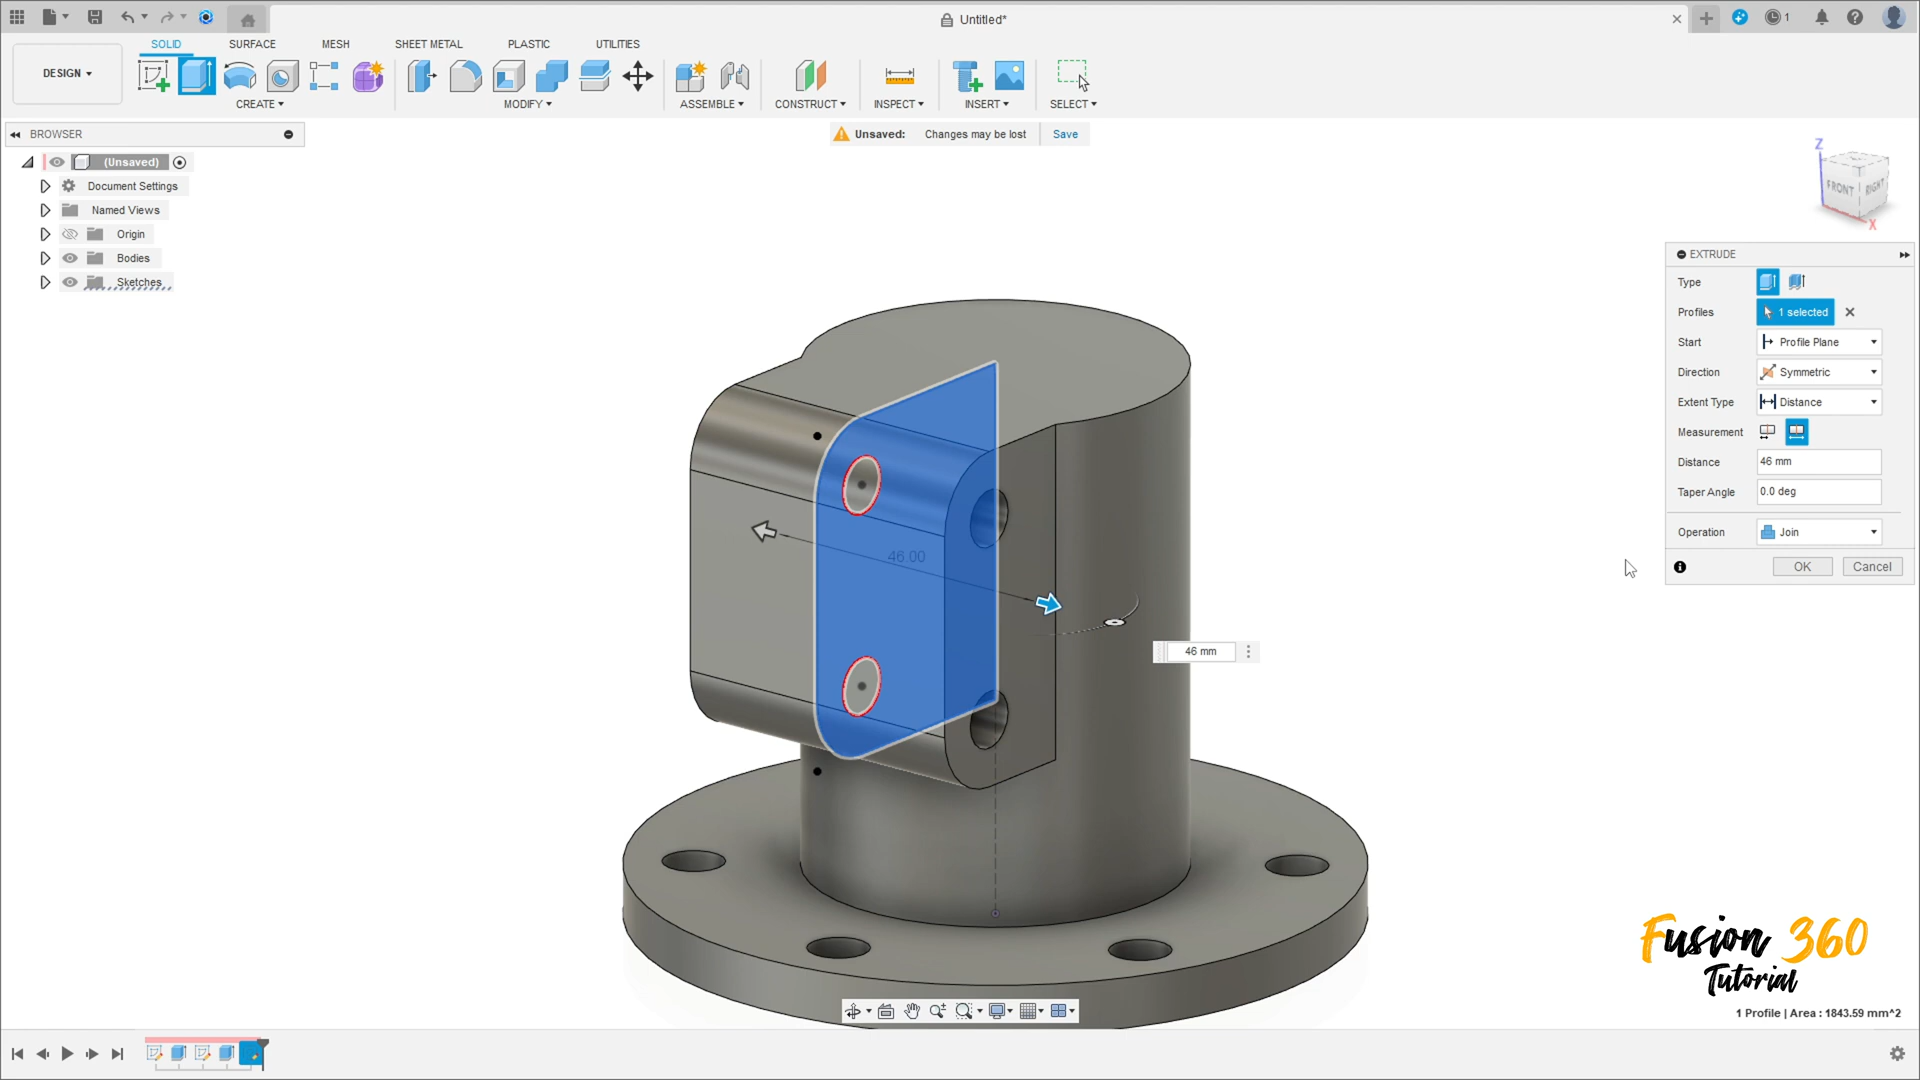 Untitled*
1
DESIGN
SOLID
SURFACE
MESH
SHEET METAL
PLASTIC
UTILITIES
CREATE
MODIFY
ASSEMBLE
CONSTRUCT
INSPECT
INSERT
SELECT
BROWSER
Unsaved: Changes may be lost
Save
(Unsaved)
Document Settings
Named Views
Origin
Bodies
Sketches
Z
FRONT
RIGHT
X
EXTRUDE
Type
Profiles
1 selected
Start
Profile Plane
Direction
Symmetric
Extent Type
Distance
Measurement
Distance
46 mm
Taper Angle
0.0 deg
Operation
Join
OK
Cancel
46.00
46 mm
Fusion 360
Tutorial
1 Profile | Area : 1843.59 mm^2